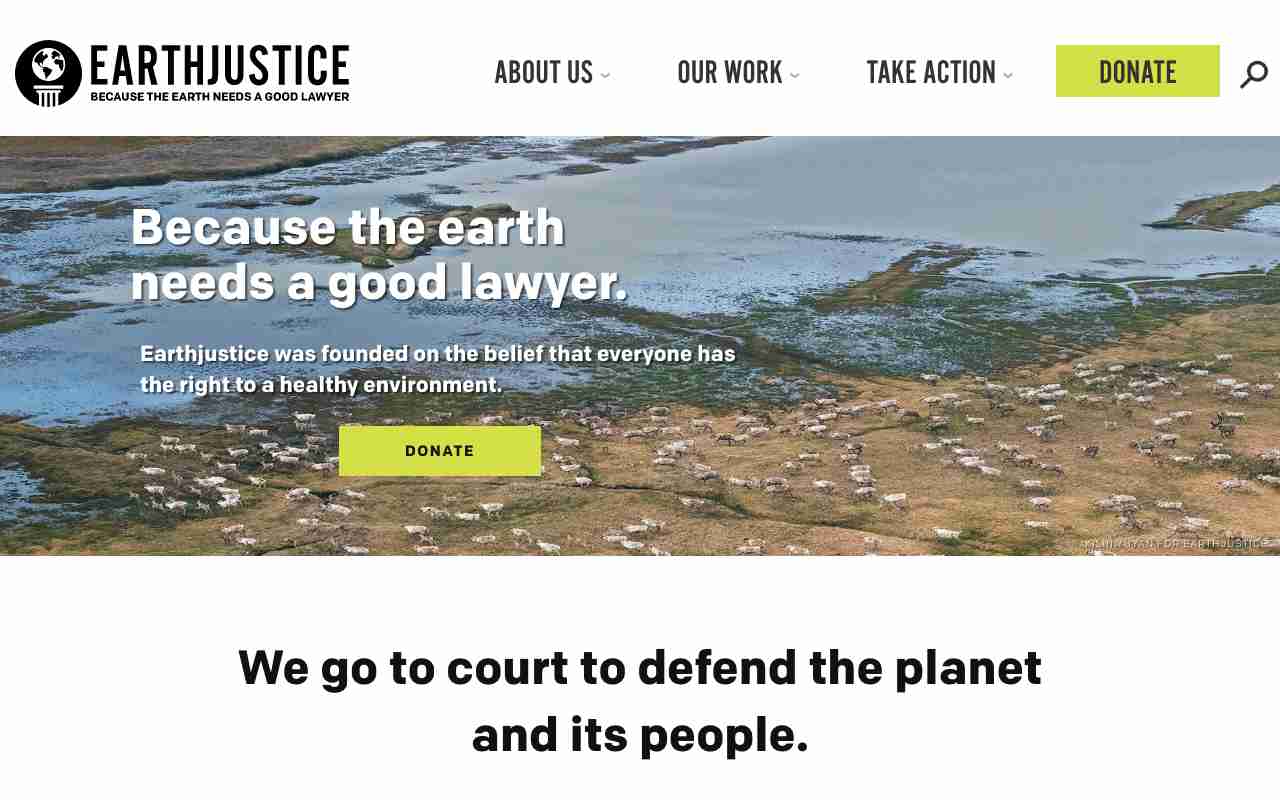 EARTHJUSTICE
BECAUSE THE EARTH NEEDS A GOOD LAWYER
ABOUT US
OUR WORK
TAKE ACTION
DONATE
Because the earth
needs a good lawyer.
Earthjustice was founded on the belief that everyone has
the right to a healthy environment.
DONATE
FOR EARTHJUSTICE
We go to court to defend the planet
and its people.